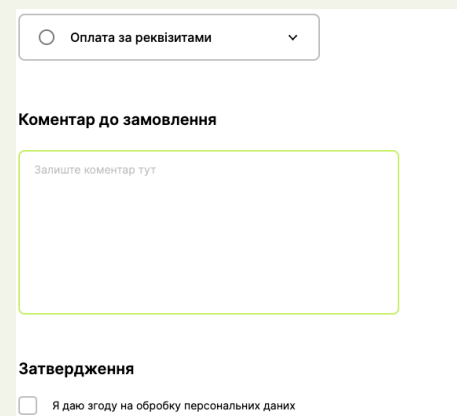 Оплата за реквізитами
Коментар до замовлення
Залиште коментар тут
Затвердження
Я даю згоду на обробку персональних даних